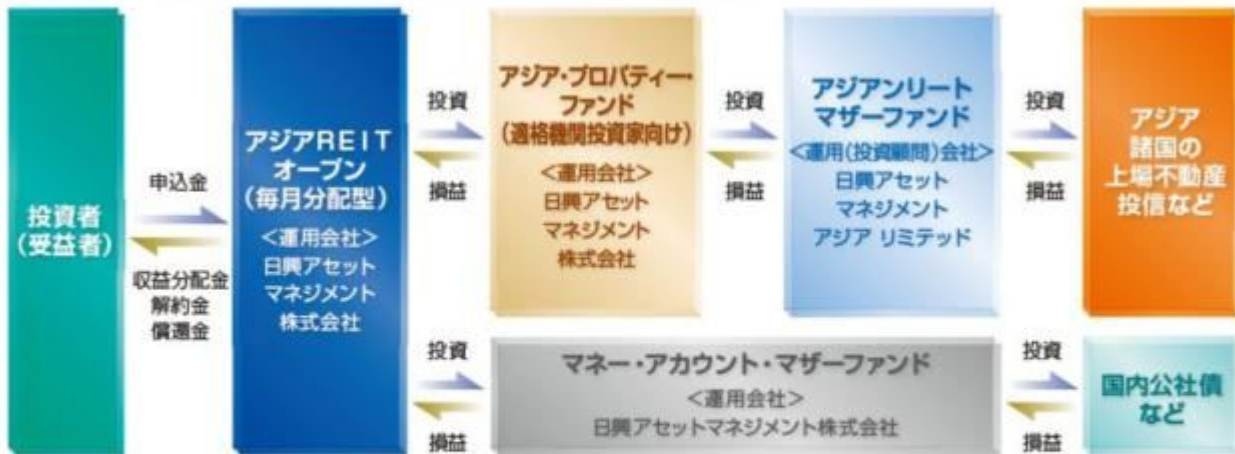 投資者
(受益者)
申込金
収益分配金
解約金
償還金
アジアREIT
オープン
(毎月分配型)
<運用会社>
日興アセット
マネジメント
株式会社
投資
損益
アジア・プロパティー・
ファンド
(適格機関投資家向け)
<運用会社>
日興アセット
マネジメント
株式会社
投資
損益
アジアンリート
マザーファンド
<運用(投資顧問)会社>
日興アセット
マネジメント
アジア リミテッド
投資
損益
アジア
諸国の
上場不動産
投信など
投資
損益
マネー・アカウント・マザーファンド
<運用会社>
日興アセットマネジメント株式会社
投資
損益
国内公社債
など